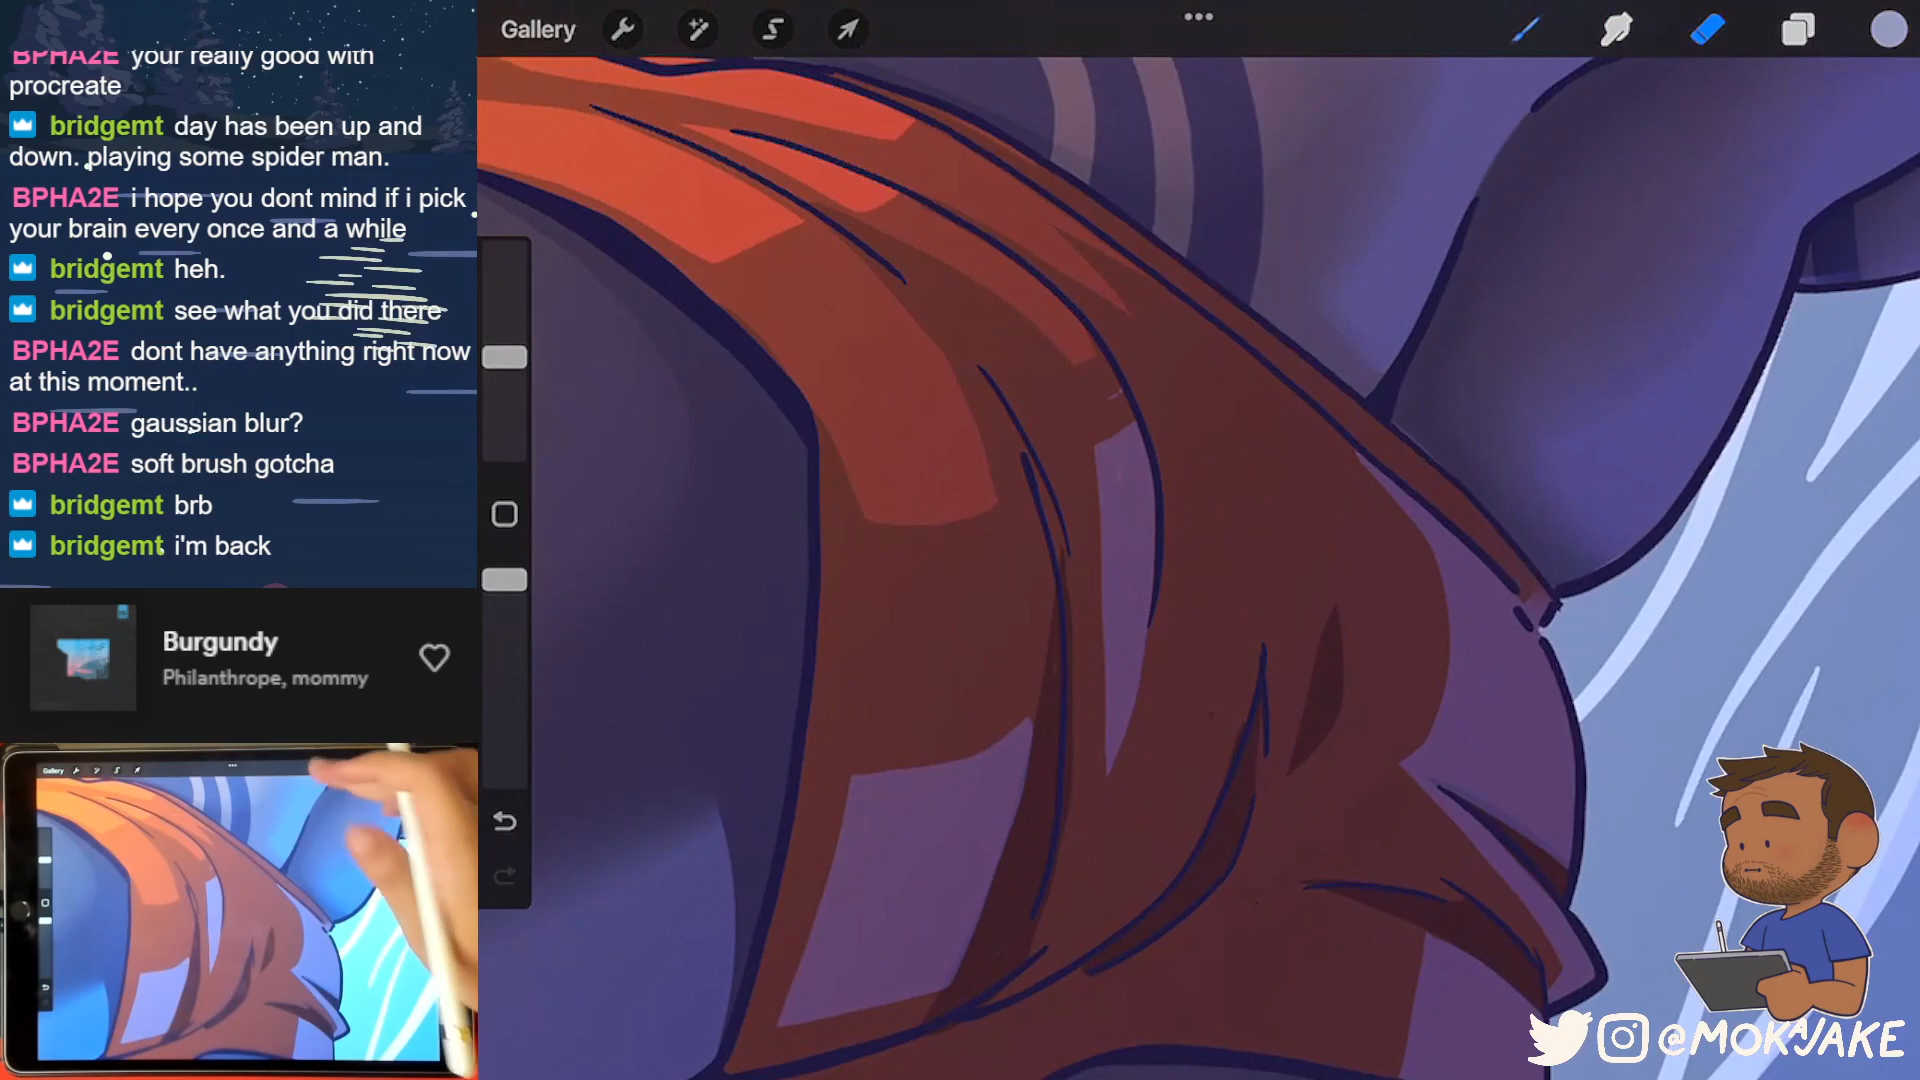 BPHA2E your really good with
procreate
bridgemt day has been up and
down. playing some spider man.
BPHA2E i hope you dont mind if i pick
your brain every once and a while
bridgemt heh.
bridgemt see what you did there
BPHA2E dont have anything right now
at this moment..
BPHA2E gaussian blur?
BPHA2E soft brush gotcha
bridgemt brb
bridgemt i'm back
Burgundy
Philanthrope, mommy
Gallery
Gallery
@MOKAJAKE